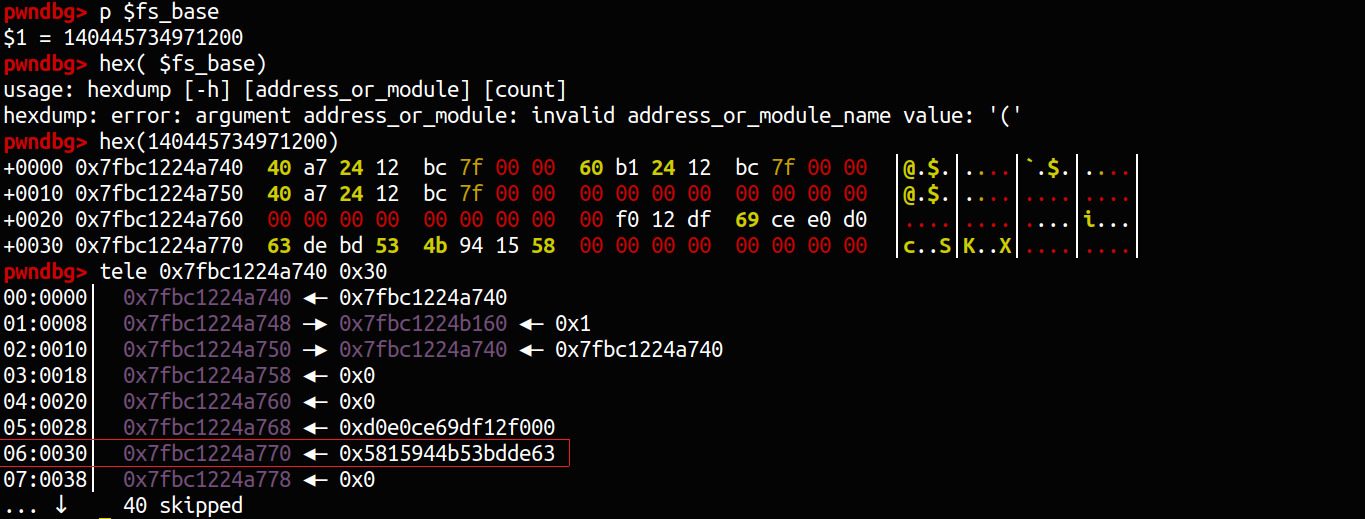 pwndbg> p $fs_base
$1 = 140445734971200
pwndbg> hex( $fs_base)
usage: hexdump [-h] [address_or_module] [count]
hexdump: error: argument address_or_module: invalid address_or_module_name value: '('
pwndbg> hex(140445734971200)
+0000 0x7fbc1224a740  40 a7 24 12  bc 7f 00 00  60 b1 24 12  bc 7f 00 00  │@.$.│....│`.$.│....│
+0010 0x7fbc1224a750  40 a7 24 12  bc 7f 00 00  00 00 00 00  00 00 00 00  │@.$.│....│....│....│
+0020 0x7fbc1224a760  00 00 00 00  00 00 00 00  00 f0 12 df  69 ce e0 d0  │....│....│....│i...│
+0030 0x7fbc1224a770  63 de bd 53  4b 94 15 58  00 00 00 00  00 00 00 00  │c..S│K..X│....│....│
pwndbg> tele 0x7fbc1224a740 0x30
00:0000│  0x7fbc1224a740 ◂— 0x7fbc1224a740
01:0008│  0x7fbc1224a748 —▸ 0x7fbc1224b160 ◂— 0x1
02:0010│  0x7fbc1224a750 —▸ 0x7fbc1224a740 ◂— 0x7fbc1224a740
03:0018│  0x7fbc1224a758 ◂— 0x0
04:0020│  0x7fbc1224a760 ◂— 0x0
05:0028│  0x7fbc1224a768 ◂— 0xd0e0ce69df12f000
06:0030│  0x7fbc1224a770 ◂— 0x5815944b53bdde63
07:0038│  0x7fbc1224a778 ◂— 0x0
... ↓     40 skipped